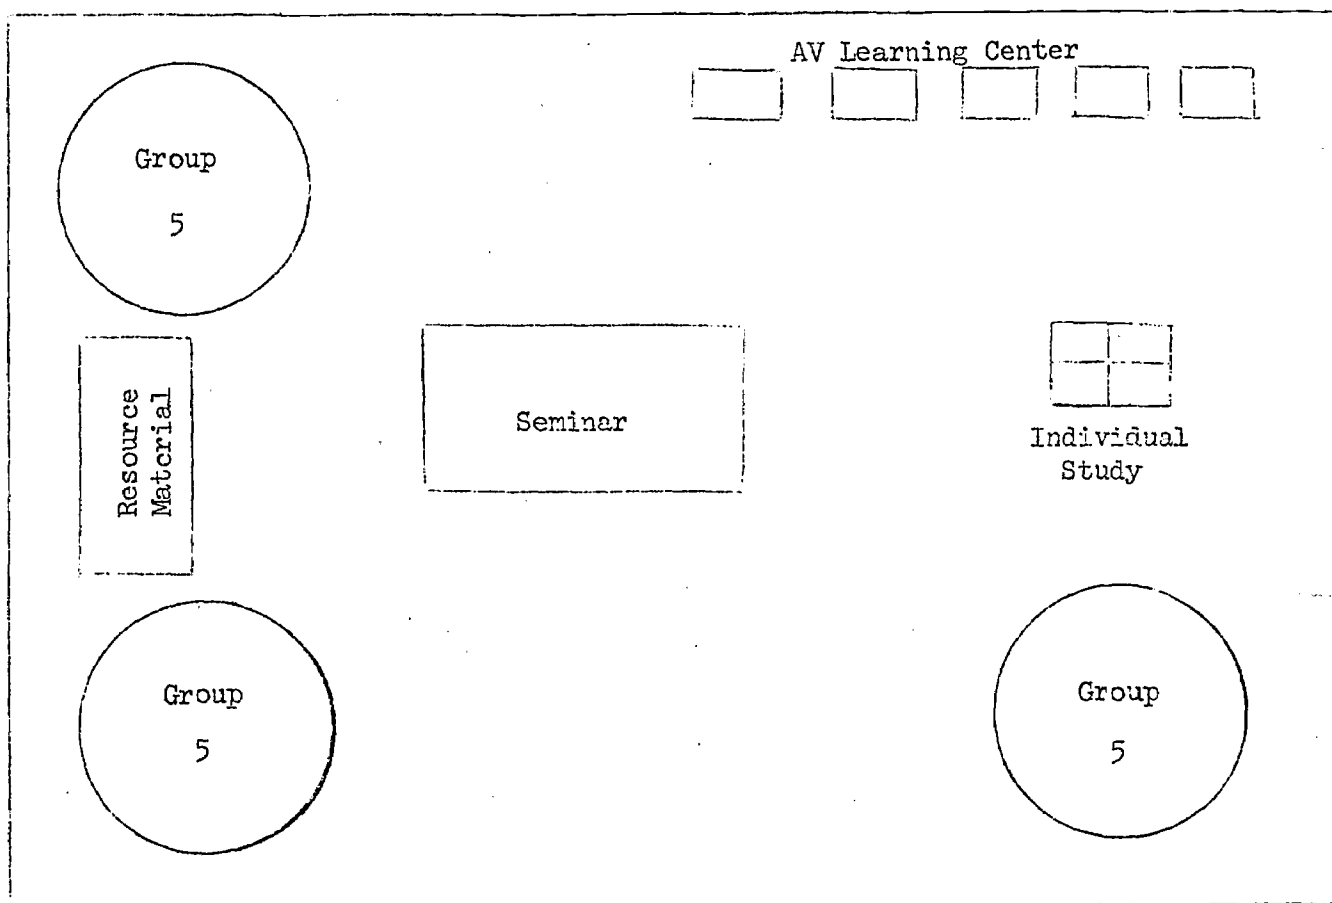 AV Learning Center
Group
5
Resource
Material
Seminar
Individual
Study
Group
5
Group
5